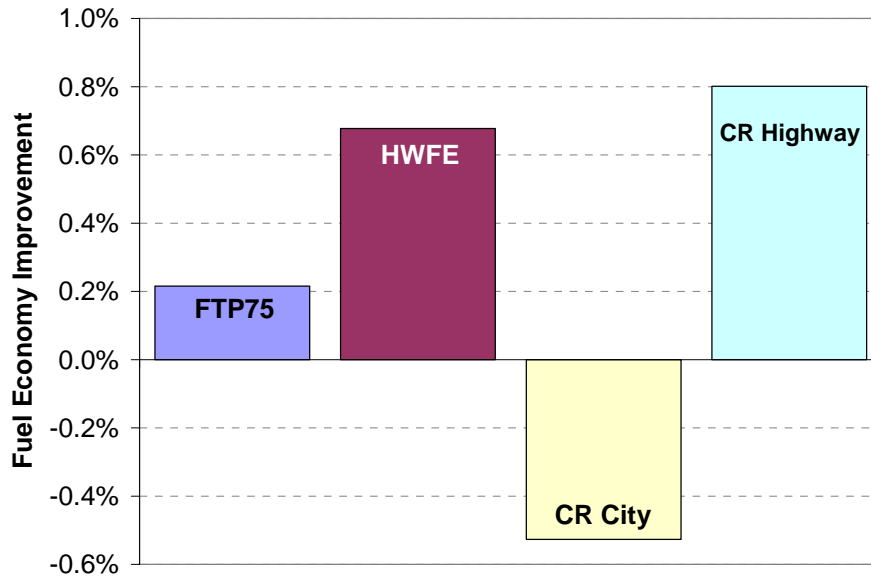 1.0%
0.8%
0.6%
0.4%
0.2%
0.0%
-0.2%
-0.4%
-0.6%
Fuel Economy Improvement
FTP75
HWFE
CR City
CR Highway